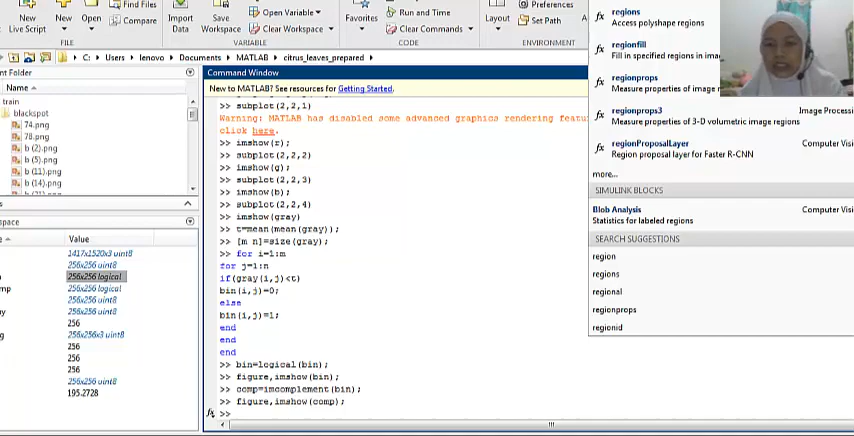 New
Live Script
New
Open
Find Files
Compare
FILE
Import
Data
Save
Workspace
Open Variable
Clear Workspace
VARIABLE
Favorites
Run and Time
Clear Commands
CODE
Layout
Preferences
Set Path
ENVIRONMENT
C: ▸ Users ▸ lenovo ▸ Documents ▸ MATLAB ▸ citrus_leaves_prepared ▸
nt Folder
Name
train
blackspot
74.png
78.png
b (2).png
b (5).png
b (11).png
b (14).png
space
Value
1417x1520x3 uint8
256x256 uint8
256x256 logical
mp 256x256 logical
256x256 uint8
y 256x256 uint8
256
g 256x256x3 uint8
256
256
256
256x256 uint8
195.2728
Command Window
New to MATLAB? See resources for Getting Started.
>> subplot(2,2,1)
Warning: MATLAB has disabled some advanced graphics rendering featu
click here.
>> imshow(r);
>> subplot(2,2,2)
>> imshow(g);
>> subplot(2,2,3)
>> imshow(b);
>> subplot(2,2,4)
>> imshow(gray)
>> t=mean(mean(gray));
>> [m n]=size(gray);
>> for i=1:m
for j=1:n
if(gray(i,j)<t)
bin(i,j)=0;
else
bin(i,j)=1;
end
end
end
>> bin=logical(bin);
>> figure,imshow(bin);
>> comp=imcomplement(bin);
>> figure,imshow(comp);
fx >>
fx regions
Access polyshape regions
fx regionfill
Fill in specified regions in imag
fx regionprops
Measure properties of image r
fx regionprops3 Image Processi
Measure properties of 3-D volumetric image regions
fx regionProposalLayer Computer Visi
Region proposal layer for Faster R-CNN
more...
SIMULINK BLOCKS
Blob Analysis Computer Visi
Statistics for labeled regions
SEARCH SUGGESTIONS
region
regions
regional
regionprops
regionid